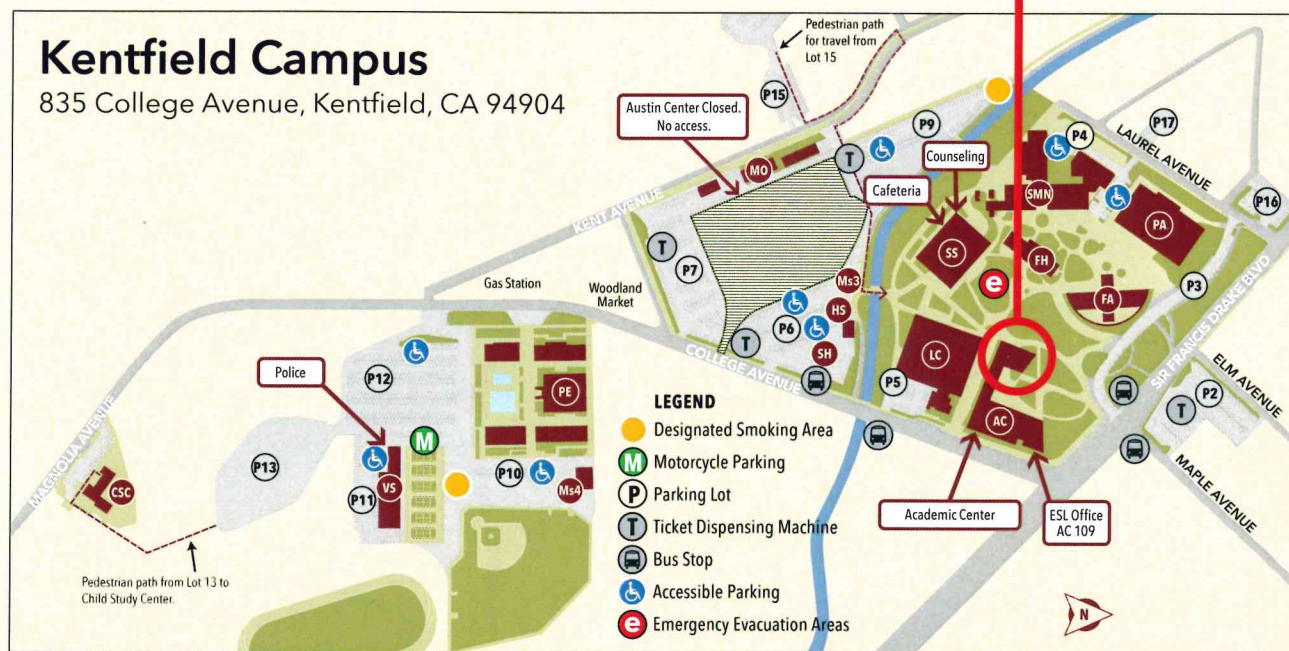 Kentfield Campus
835 College Avenue, Kentfield, CA 94904
Pedestrian path
for travel from
Lot 15
P15
Austin Center Closed.
No access.
P9
P4
P17
LAUREL AVENUE
T
MO
Counseling
Cafeteria
SMN
P16
PA
KENT AVENUE
T
P7
SS
FH
e
P3
FA
SIR FRANCIS DRAKE BLVD
Gas Station
Woodland
Market
Ms3
HS
P6
SH
T
COLLEGE AVENUE
LC
P5
AC
ELM AVENUE
P2
T
MAPLE AVENUE
Academic Center
ESL Office
AC 109
Police
P12
PE
M
MAGNOLIA AVENUE
P13
CSC
P11
VS
P10
Ms4
Pedestrian path from Lot 13 to
Child Study Center.
LEGEND
Designated Smoking Area
M Motorcycle Parking
P Parking Lot
T Ticket Dispensing Machine
Bus Stop
Accessible Parking
e Emergency Evacuation Areas
N